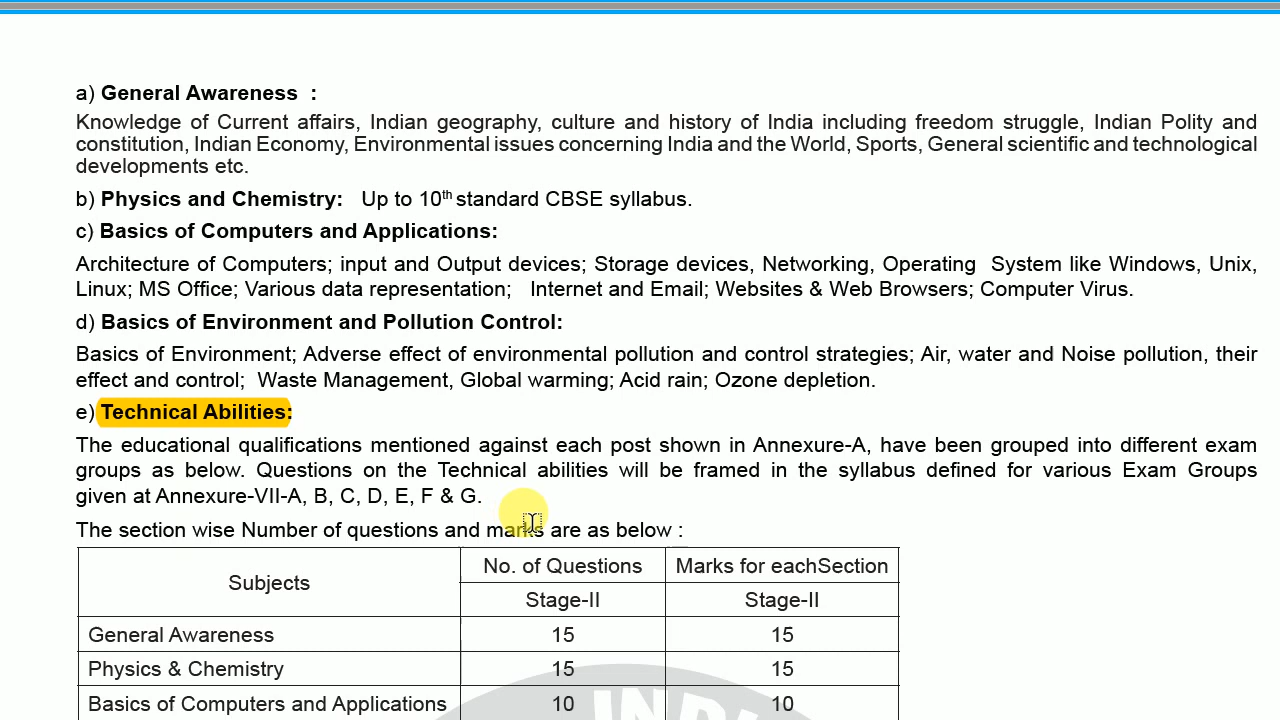 a) General Awareness :
Knowledge of Current affairs, Indian geography, culture and history of India including freedom struggle, Indian Polity and
constitution, Indian Economy, Environmental issues concerning India and the World, Sports, General scientific and technological
developments etc.
b) Physics and Chemistry: Up to 10th standard CBSE syllabus.
c) Basics of Computers and Applications:
Architecture of Computers; input and Output devices; Storage devices, Networking, Operating System like Windows, Unix,
Linux; MS Office; Various data representation; Internet and Email; Websites & Web Browsers; Computer Virus.
d) Basics of Environment and Pollution Control:
Basics of Environment; Adverse effect of environmental pollution and control strategies; Air, water and Noise pollution, their
effect and control; Waste Management, Global warming; Acid rain; Ozone depletion.
e) Technical Abilities:
The educational qualifications mentioned against each post shown in Annexure-A, have been grouped into different exam
groups as below. Questions on the Technical abilities will be framed in the syllabus defined for various Exam Groups
given at Annexure-VII-A, B, C, D, E, F & G.
The section wise Number of questions and marks are as below :
Subjects No. of Questions Marks for eachSection
Stage-II Stage-II
General Awareness 15 15
Physics & Chemistry 15 15
Basics of Computers and Applications 10 10